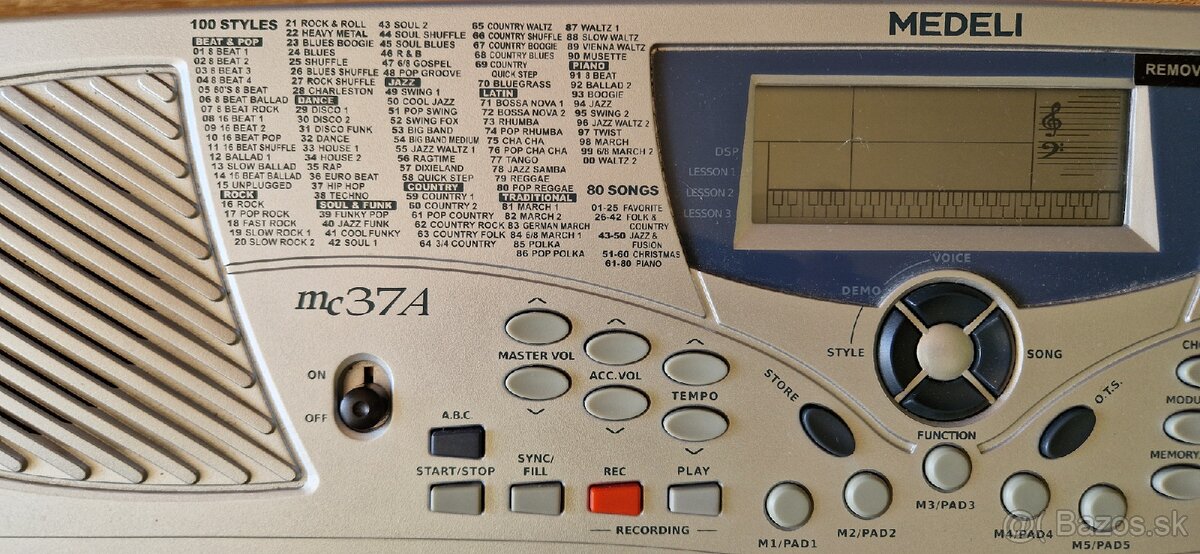 100 STYLES
BEAT & POP
01 8 BEAT 1
02 8 BEAT 2
03 8 BEAT 3
04 8 BEAT 4
05 60'S 8 BEAT
06 8 BEAT BALLAD
07 8 BEAT ROCK
08 16 BEAT 1
09 16 BEAT 2
10 16 BEAT POP
11 16 BEAT SHUFFLE
12 BALLAD 1
13 SLOW BALLAD
14 16 BEAT BALLAD
15 UNPLUGGED
ROCK
16 ROCK
17 POP ROCK
18 FAST ROCK
19 SLOW ROCK 1
20 SLOW ROCK 2
21 ROCK & ROLL
22 HEAVY METAL
23 BLUES BOOGIE
24 BLUES
25 SHUFFLE
26 BLUES SHUFFLE
27 ROCK SHUFFLE
28 CHARLESTON
DANCE
29 DISCO 1
30 DISCO 2
31 DISCO FUNK
32 DANCE
33 HOUSE 1
34 HOUSE 2
35 RAP
36 EURO BEAT
37 HIP HOP
38 TECHNO
SOUL & FUNK
39 FUNKY POP
40 JAZZ FUNK
41 COOL FUNKY
42 SOUL 1
43 SOUL 2
44 SOUL SHUFFLE
45 SOUL BLUES
46 R & B
47 6/8 GOSPEL
48 POP GROOVE
JAZZ
49 SWING 1
50 COOL JAZZ
51 POP SWING
52 SWING FOX
53 BIG BAND
54 BIG BAND MEDIUM
55 JAZZ WALTZ 1
56 RAGTIME
57 DIXIELAND
58 QUICK STEP
COUNTRY
59 COUNTRY 1
60 COUNTRY 2
61 POP COUNTRY
62 COUNTRY ROCK
63 COUNTRY FOLK
64 3/4 COUNTRY
65 COUNTRY WALTZ
66 COUNTRY SHUFFLE
67 COUNTRY BOOGIE
68 COUNTRY BLUES
69 COUNTRY
QUICK STEP
70 BLUEGRASS
LATIN
71 BOSSA NOVA 1
72 BOSSA NOVA 2
73 RHUMBA
74 POP RHUMBA
75 CHA CHA
76 POP CHA CHA
77 TANGO
78 JAZZ SAMBA
79 REGGAE
80 POP REGGAE
TRADITIONAL
81 MARCH 1
82 MARCH 2
83 GERMAN MARCH
84 6/8 MARCH 1
85 POLKA
86 POP POLKA
87 WALTZ 1
88 SLOW WALTZ
89 VIENNA WALTZ
90 MUSETTE
PIANO
91 8 BEAT
92 BALLAD 2
93 BOOGIE
94 JAZZ
95 SWING 2
96 JAZZ WALTZ 2
97 TWIST
98 MARCH
99 6/8 MARCH 2
00 WALTZ 2
80 SONGS
01-25 FAVORITE
26-42 FOLK &
COUNTRY
43-50 JAZZ &
FUSION
51-60 CHRISTMAS
61-80 PIANO
MEDELI
REMOV
DSP
LESSON 1
LESSON 2
LESSON 3
mc37A
ON
OFF
MASTER VOL
ACC.VOL
TEMPO
A.B.C.
START/STOP
SYNC/
FILL
REC
PLAY
RECORDING
VOICE
DEMO
STYLE
SONG
STORE
O.T.S.
FUNCTION
M1/PAD1
M2/PAD2
M3/PAD3
M4/PAD4
M5/PAD5
CHO
MODU
MEMORY/
Bazos.sk